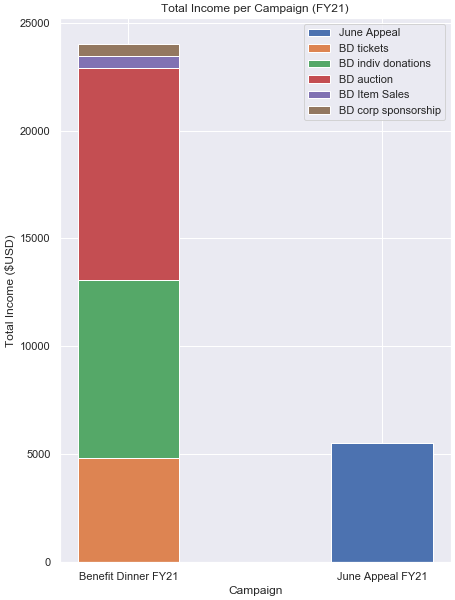 Total Income per Campaign (FY21)
June Appeal
BD tickets
BD indiv donations
BD auction
BD Item Sales
BD corp sponsorship
25000
20000
15000
10000
5000
0
Total Income ($USD)
Benefit Dinner FY21
June Appeal FY21
Campaign